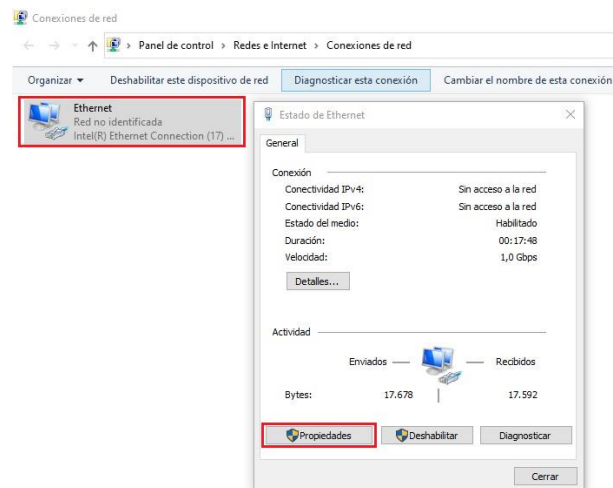 Conexiones de red
Panel de control > Redes e Internet > Conexiones de red
Organizar Deshabilitar este dispositivo de red Diagnosticar esta conexión Cambiar el nombre de esta conexión
Ethernet
Red no identificada
Intel(R) Ethernet Connection (17) ...
Estado de Ethernet
General
Conexión
Conectividad IPv4: Sin acceso a la red
Conectividad IPv6: Sin acceso a la red
Estado del medio: Habilitado
Duración: 00:17:48
Velocidad: 1,0 Gbps
Detalles...
Actividad
Enviados Recibidos
Bytes: 17.678 17.592
Propiedades Deshabilitar Diagnosticar
Cerrar